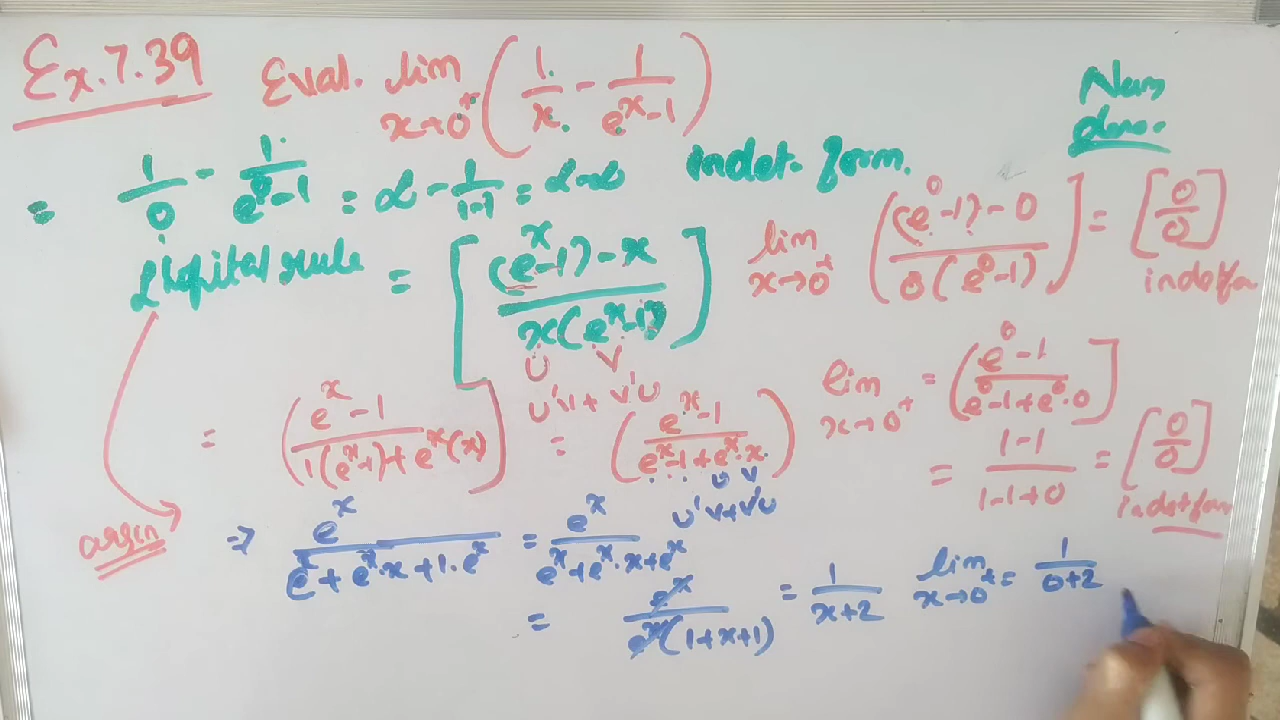 Ex.7.39 Eval. lim x→0⁺ (1/x - 1/(eˣ-1))
Num
deno.
= 1/0 - 1/(e⁰-1) = ∝ - 1/(1-1) = ∝-∝ indet. form.
L'hopital rule = [((eˣ-1)-x)/(x(eˣ-1))] lim x→0⁺ (((e⁰-1)-0)/(0(e⁰-1))) = [0/0]
indet form
U V
U'V + V'U
= ((eˣ-1)/(1(eˣ-1)+eˣ(x))) = ((eˣ-1)/(eˣ-1+eˣ·x)) lim x→0⁺ = ((e⁰-1)/(e⁰-1+e⁰·0)]
U V
U'V+V'U
= (1-1)/(1-1+0) = [0/0]
indet form
again
⇒ eˣ/(eˣ+eˣ·x+1·eˣ) = eˣ/(eˣ+eˣ·x+eˣ)
= eˣ/(eˣ(1+x+1)) = 1/(x+2) lim x→0⁺ = 1/(0+2)